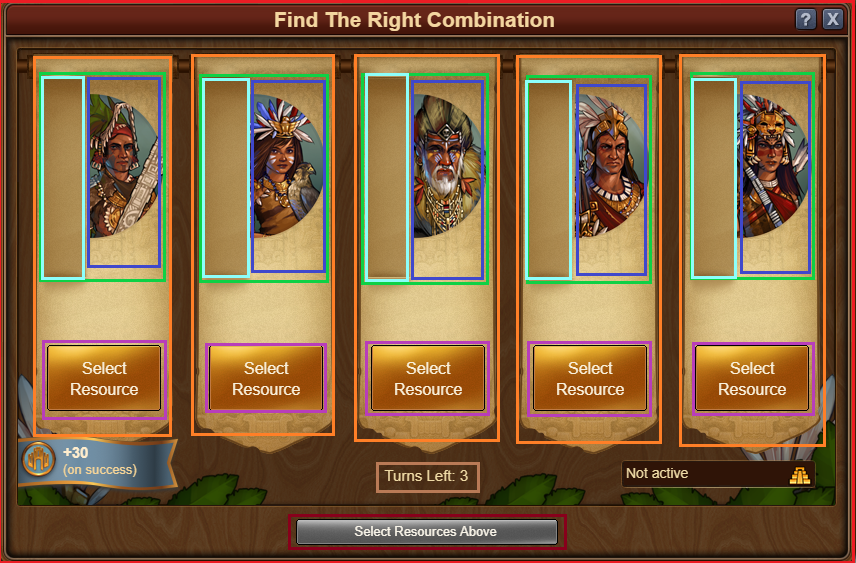 Find The Right Combination
? X
Select
Resource
Select
Resource
Select
Resource
Select
Resource
Select
Resource
+30
(on success)
Turns Left: 3
Not active
Select Resources Above